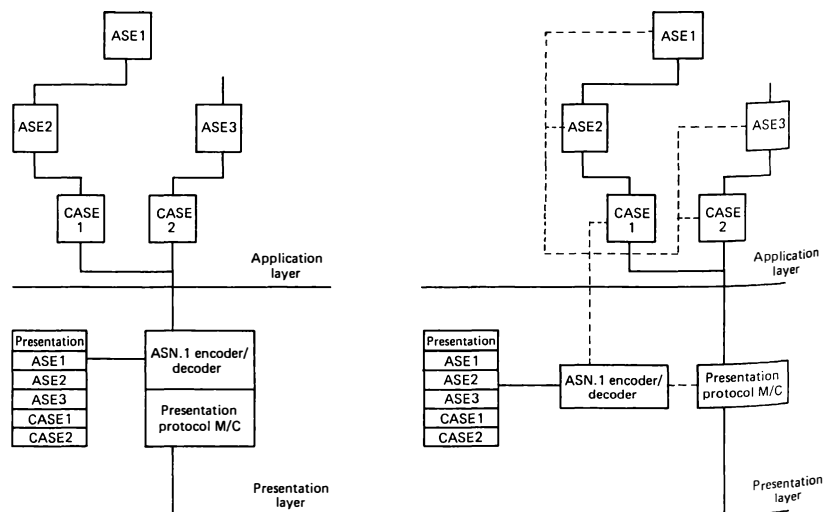 ASE1
ASE2
ASE3
CASE
1
CASE
2
Application
layer
Presentation
ASE1
ASE2
ASE3
CASE1
CASE2
ASN.1 encoder/
decoder
Presentation
protocol M/C
Presentation
layer
ASE1
ASE2
ASE3
CASE
1
CASE
2
Application
layer
Presentation
ASE1
ASE2
ASE3
CASE1
CASE2
ASN.1 encoder/
decoder
Presentation
protocol M/C
Presentation
layer